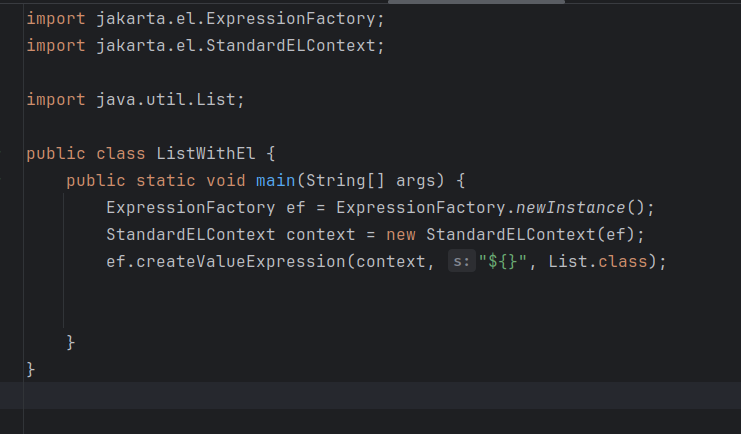 import jakarta.el.ExpressionFactory;
import jakarta.el.StandardELContext;
import java.util.List;
public class ListWithEl {
public static void main(String[] args) {
ExpressionFactory ef = ExpressionFactory.newInstance();
StandardELContext context = new StandardELContext(ef);
ef.createValueExpression(context, s: "${}", List.class);
}
}